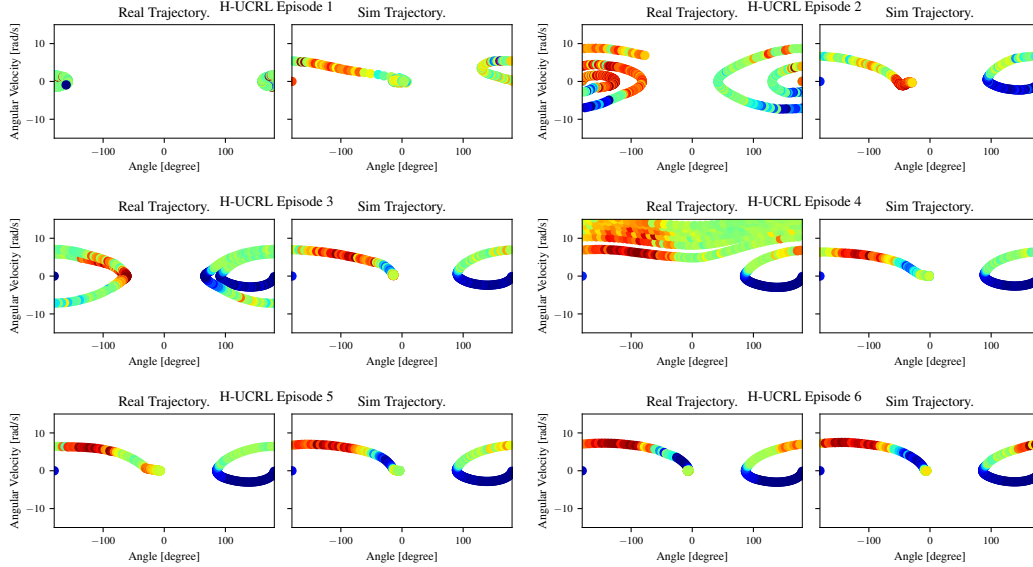 H-UCRL Episode 1
Real Trajectory. Sim Trajectory.
Angular Velocity [rad/s]
10
0
−10
−100 0 100 −100 0 100
Angle [degree] Angle [degree]
H-UCRL Episode 2
Real Trajectory. Sim Trajectory.
Angular Velocity [rad/s]
10
0
−10
−100 0 100 −100 0 100
Angle [degree] Angle [degree]
H-UCRL Episode 3
Real Trajectory. Sim Trajectory.
Angular Velocity [rad/s]
10
0
−10
−100 0 100 −100 0 100
Angle [degree] Angle [degree]
H-UCRL Episode 4
Real Trajectory. Sim Trajectory.
Angular Velocity [rad/s]
10
0
−10
−100 0 100 −100 0 100
Angle [degree] Angle [degree]
H-UCRL Episode 5
Real Trajectory. Sim Trajectory.
Angular Velocity [rad/s]
10
0
−10
−100 0 100 −100 0 100
Angle [degree] Angle [degree]
H-UCRL Episode 6
Real Trajectory. Sim Trajectory.
Angular Velocity [rad/s]
10
0
−10
−100 0 100 −100 0 100
Angle [degree] Angle [degree]